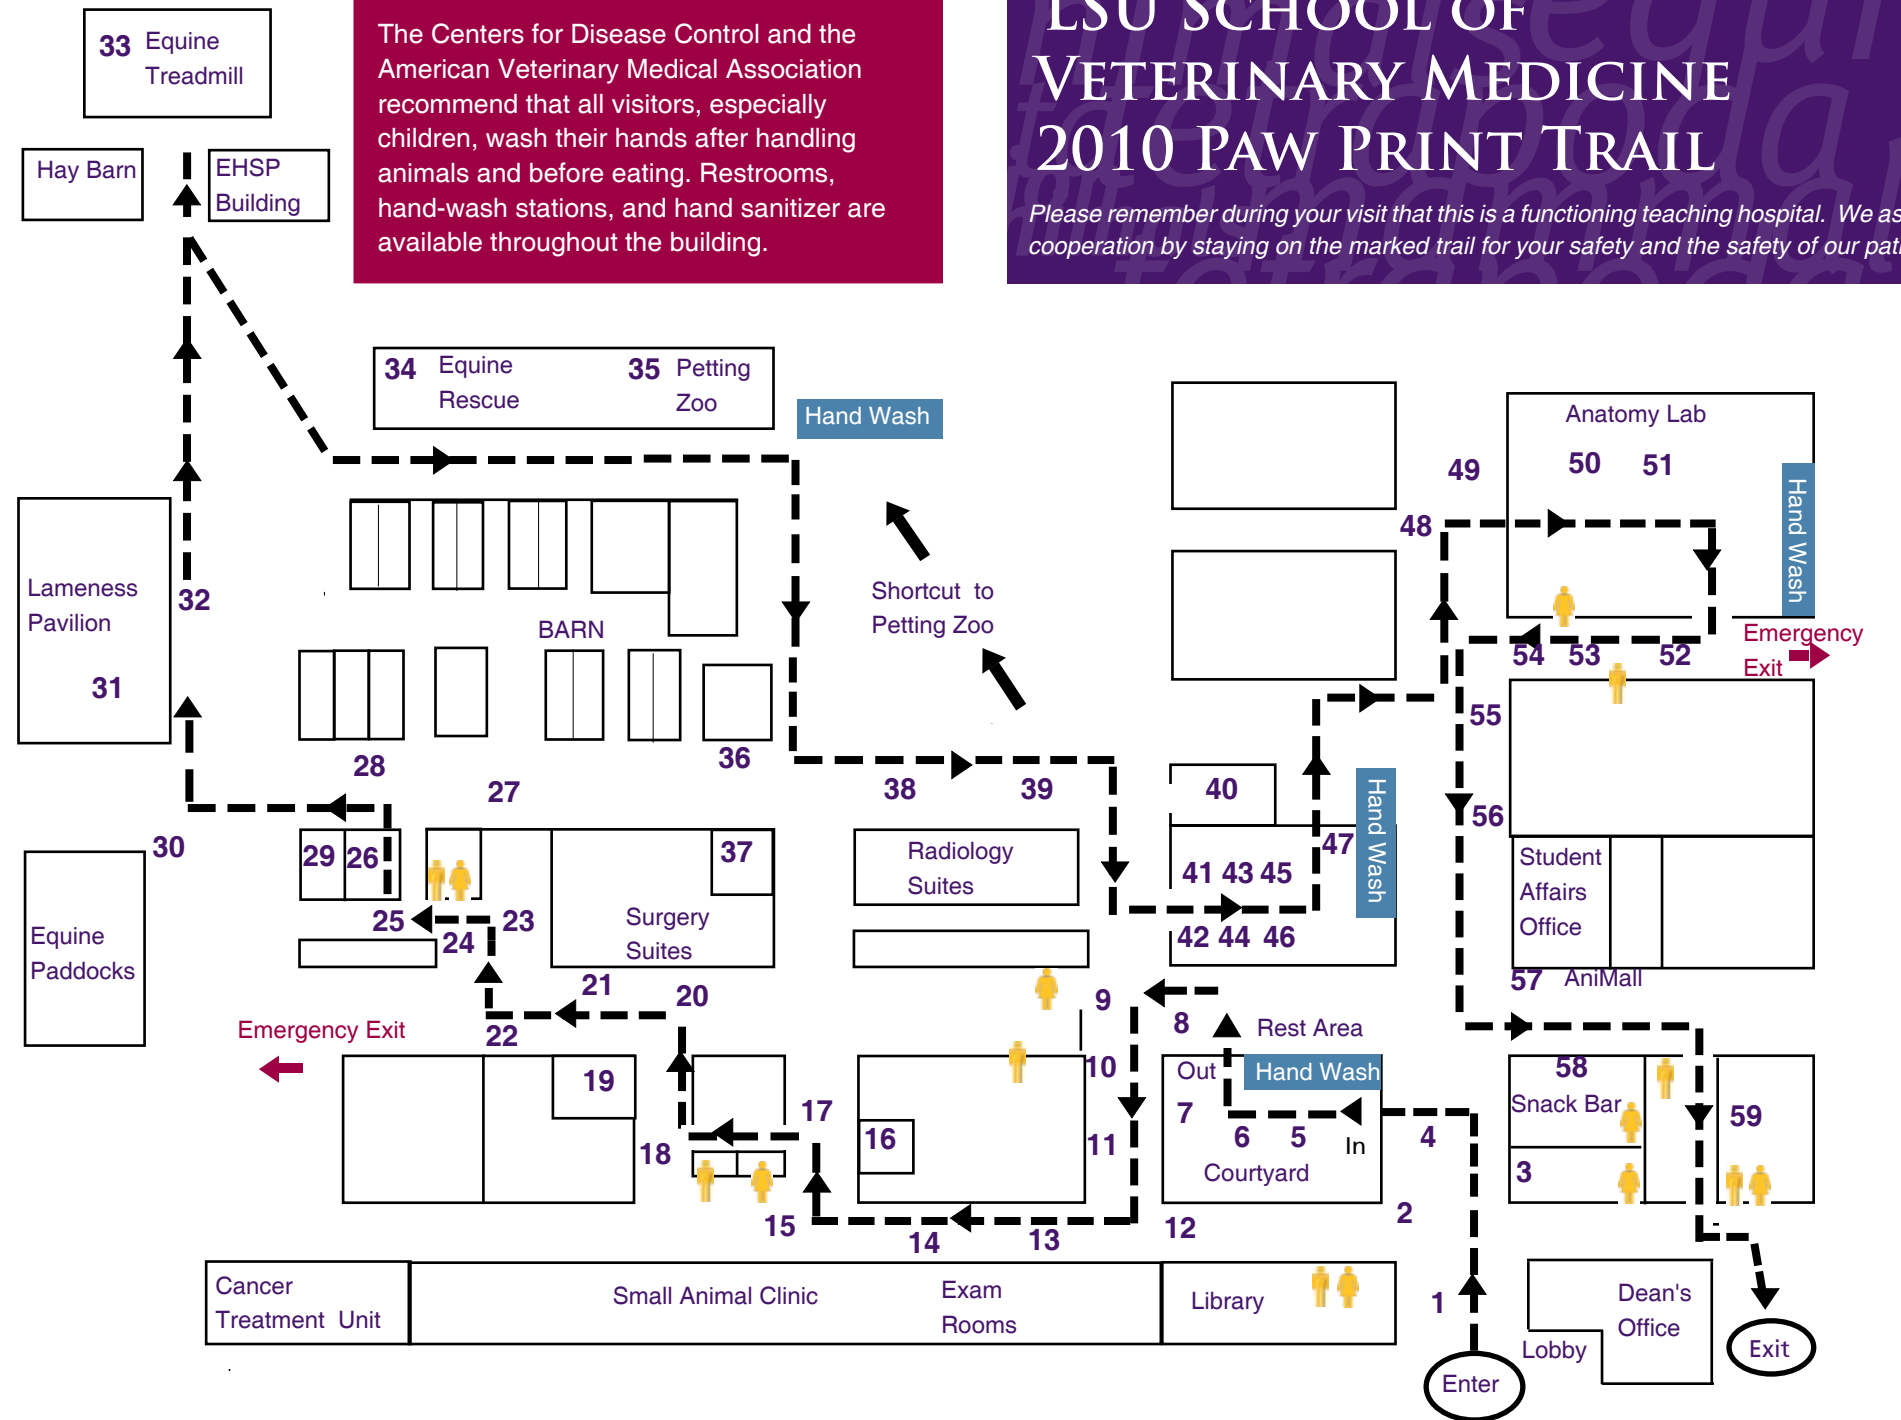 33 Equine
Treadmill
The Centers for Disease Control and the
American Veterinary Medical Association
recommend that all visitors, especially
children, wash their hands after handling
animals and before eating. Restrooms,
hand-wash stations, and hand sanitizer are
available throughout the building.
LSU School of
Veterinary Medicine
2010 Paw Print Trail
Please remember during your visit that this is a functioning teaching hospital. We as
cooperation by staying on the marked trail for your safety and the safety of our pat
Hay Barn
EHSP
Building
34 Equine
Rescue
35 Petting
Zoo
Hand Wash
Anatomy Lab
49
50
51
48
Hand Wash
Lameness
Pavilion
31
32
BARN
Shortcut to
Petting Zoo
Emergency
Exit
54
53
52
55
28
27
36
38
39
40
47
Hand Wash
56
30
29
26
37
Radiology
Suites
41 43 45
42 44 46
Student
Affairs
Office
25
24
23
Surgery
Suites
Equine
Paddocks
57 AniMall
21
20
22
9
8
Rest Area
Emergency Exit
19
10
Out
Hand Wash
58
Snack Bar
59
17
7
16
11
6
5
In
4
18
Courtyard
3
15
14
13
12
2
Cancer
Treatment Unit
Small Animal Clinic
Exam
Rooms
Library
1
Dean's
Office
Lobby
Exit
Enter